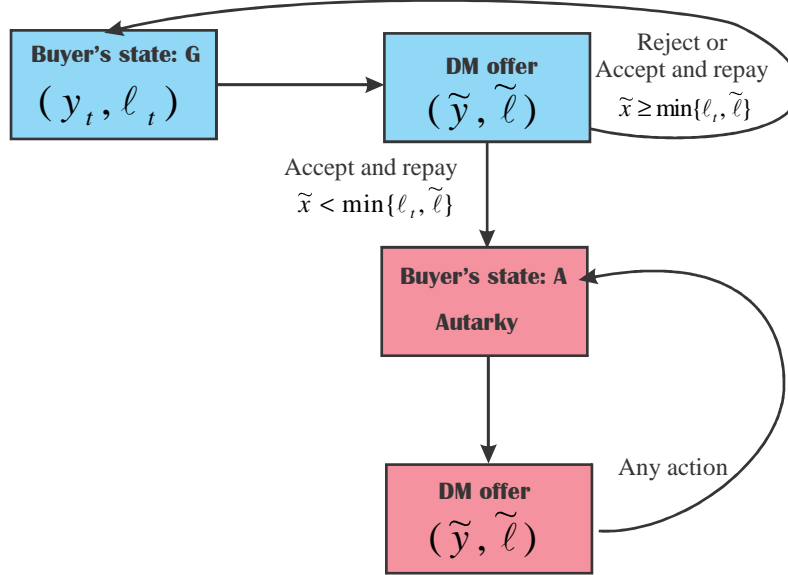 Buyer's state: G
(y_t, ℓ_t)
DM offer
(ỹ, ℓ̃)
Reject or
Accept and repay
x̃ ≥ min{ℓ_t, ℓ̃}
Accept and repay
x̃ < min{ℓ_t, ℓ̃}
Buyer's state: A
Autarky
DM offer
(ỹ, ℓ̃)
Any action